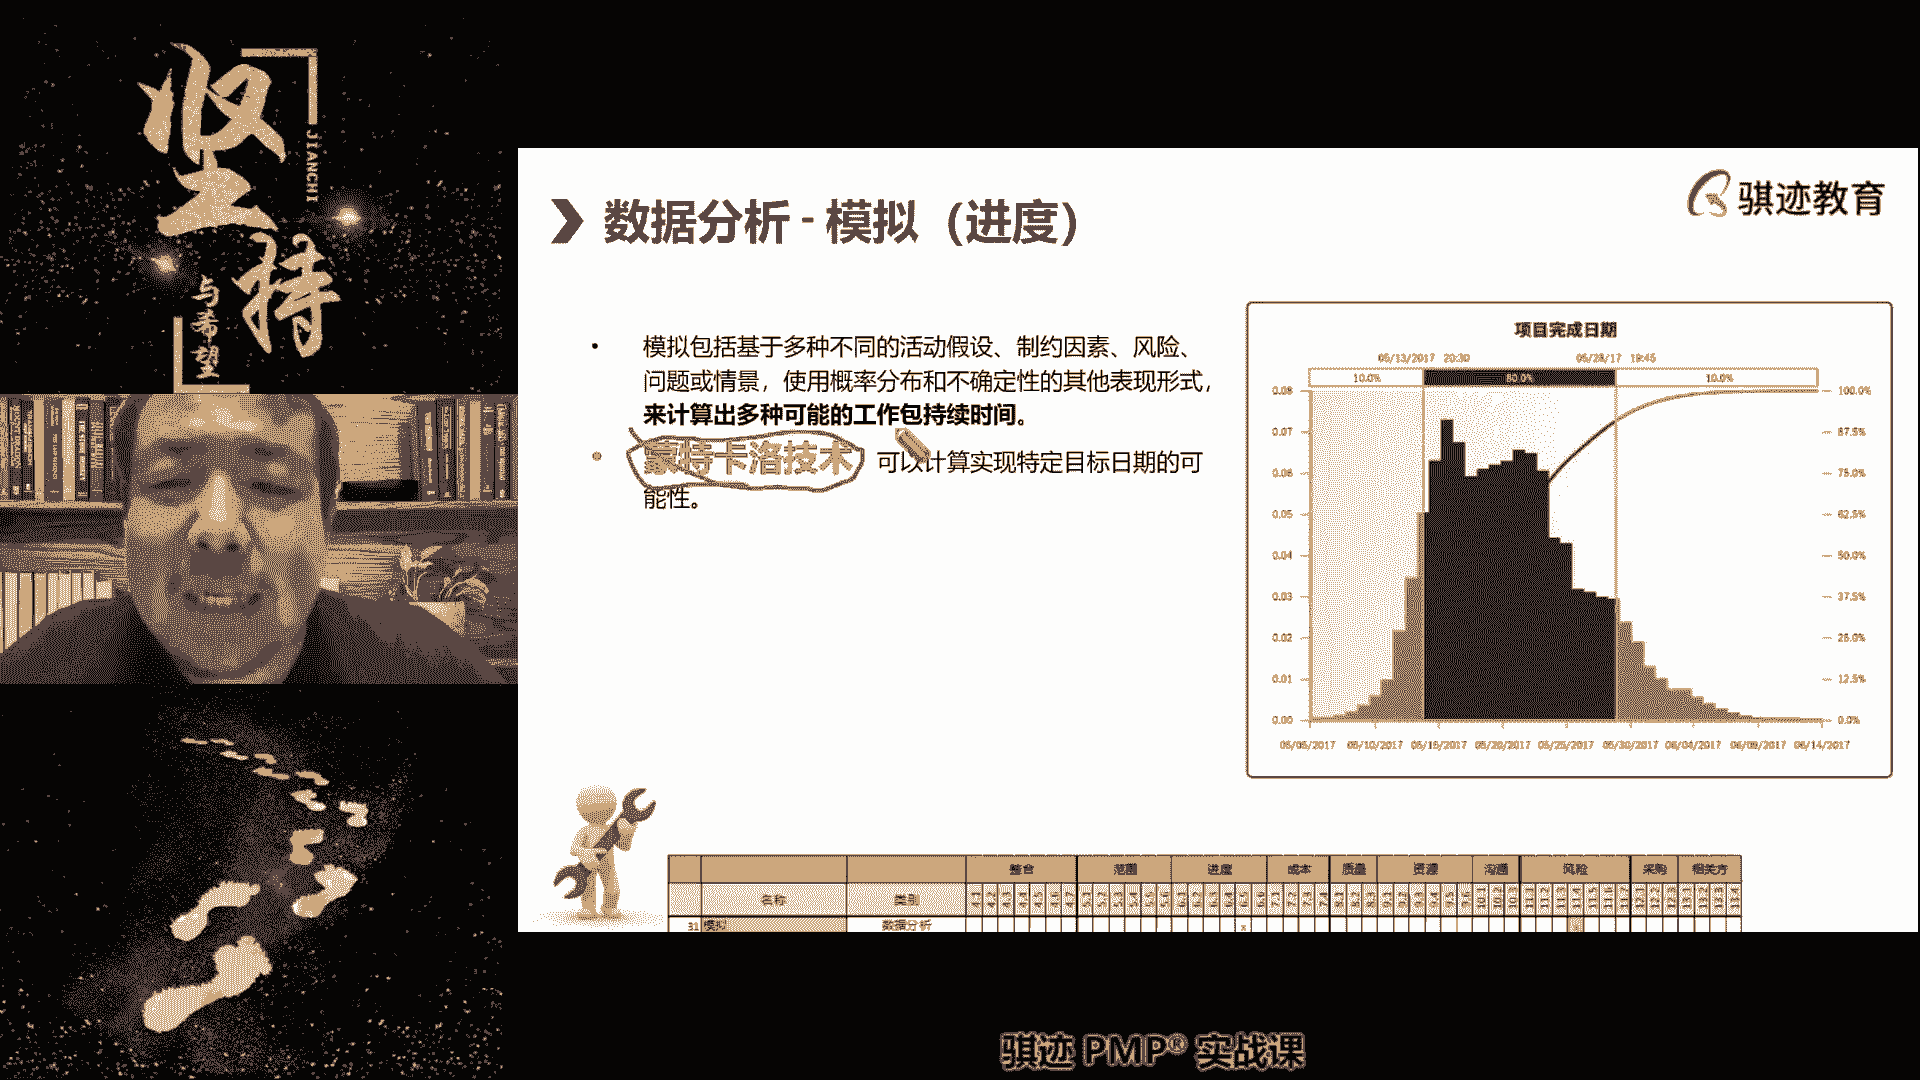 坚持
JIANCHI
与希望
骐迹教育
数据分析 - 模拟（进度）
• 模拟包括基于多种不同的活动假设、制约因素、风险、
问题或情景，使用概率分布和不确定性的其他表现形式，
来计算出多种可能的工作包持续时间。
• 蒙特卡洛技术 可以计算实现特定目标日期的可
能性。
项目完成日期
05/13/2017 20:30
10.0% 80.0% 10.0%
0.08 100.0%
0.07 87.5%
0.06 75.0%
0.05 62.5%
0.04 50.0%
0.03 37.5%
0.02 25.0%
0.01 12.5%
0.00 0.0%
05/05/2017 05/10/2017 05/15/2017 05/20/2017 05/25/2017 05/30/2017 06/04/2017 06/09/2017 06/14/2017
整合 范围 进度 成本 质量 资源 沟通 风险 采购 相关方
名称 类别
31 模拟 数据分析
骐迹 PMP® 实战课